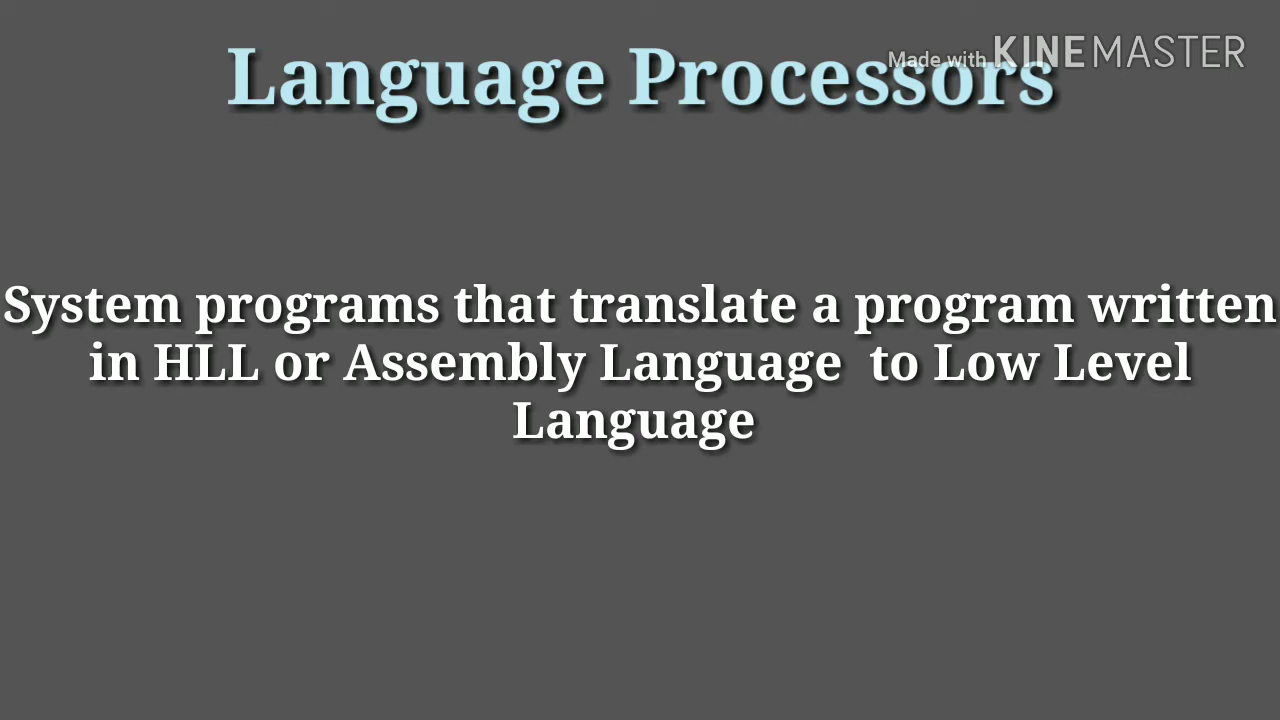 Language Processors
Made with KINEMASTER
System programs that translate a program written
in HLL or Assembly Language  to Low Level
Language